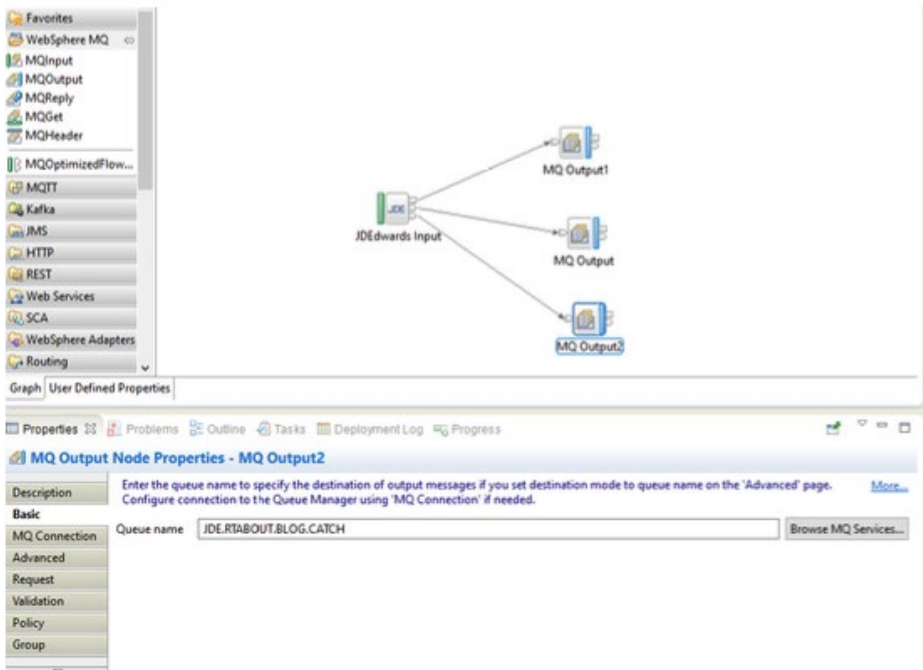 Favorites
WebSphere MQ
MQInput
MQOutput
MQReply
MQGet
MQHeader
MQOptimizedFlow...
MQTT
Kafka
JMS
HTTP
REST
Web Services
SCA
WebSphere Adapters
Routing
JDE
JDEdwards Input
MQ Output1
MQ Output
MQ Output2
Graph User Defined Properties
Properties Problems Outline Tasks Deployment Log Progress
MQ Output Node Properties - MQ Output2
Description
Basic
MQ Connection
Advanced
Request
Validation
Policy
Group
Enter the queue name to specify the destination of output messages if you set destination mode to queue name on the 'Advanced' page. More...
Configure connection to the Queue Manager using 'MQ Connection' if needed.
Queue name JDE.RTABOUT.BLOG.CATCH Browse MQ Services...